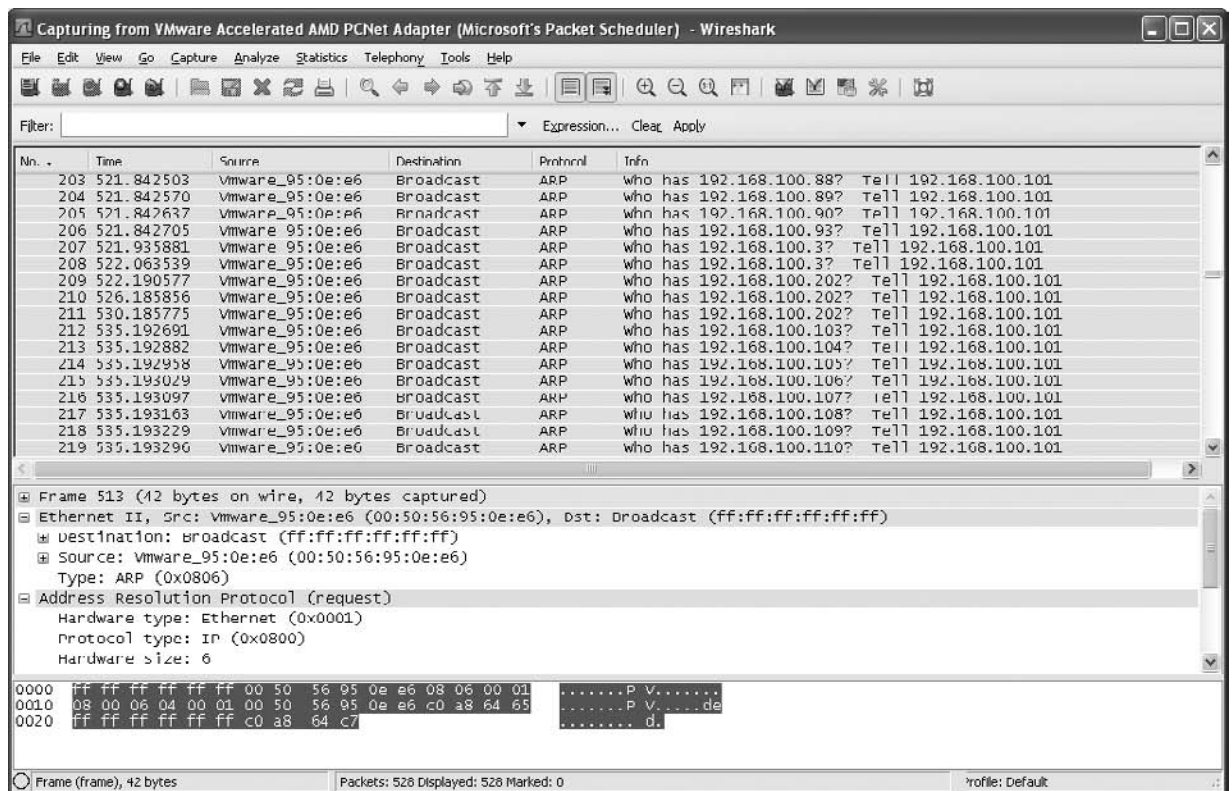 Capturing from VMware Accelerated AMD PCNet Adapter (Microsoft's Packet Scheduler) - Wireshark
File Edit View Go Capture Analyze Statistics Telephony Tools Help
Filter: Expression... Clear Apply
No. Time Source Destination Protocol Info
203 521.842503 Vmware_95:0e:e6 Broadcast ARP Who has 192.168.100.88? Tell 192.168.100.101
204 521.842570 Vmware_95:0e:e6 Broadcast ARP Who has 192.168.100.89? Tell 192.168.100.101
205 521.842637 Vmware_95:0e:e6 Broadcast ARP Who has 192.168.100.90? Tell 192.168.100.101
206 521.842705 Vmware_95:0e:e6 Broadcast ARP Who has 192.168.100.93? Tell 192.168.100.101
207 521.935881 Vmware_95:0e:e6 Broadcast ARP Who has 192.168.100.3? Tell 192.168.100.101
208 522.063539 Vmware_95:0e:e6 Broadcast ARP Who has 192.168.100.3? Tell 192.168.100.101
209 522.190577 Vmware_95:0e:e6 Broadcast ARP Who has 192.168.100.202? Tell 192.168.100.101
210 526.185856 Vmware_95:0e:e6 Broadcast ARP Who has 192.168.100.202? Tell 192.168.100.101
211 530.185775 Vmware_95:0e:e6 Broadcast ARP Who has 192.168.100.202? Tell 192.168.100.101
212 535.192691 Vmware_95:0e:e6 Broadcast ARP Who has 192.168.100.103? Tell 192.168.100.101
213 535.192882 Vmware_95:0e:e6 Broadcast ARP Who has 192.168.100.104? Tell 192.168.100.101
214 535.192958 Vmware_95:0e:e6 Broadcast ARP Who has 192.168.100.105? Tell 192.168.100.101
215 535.193029 Vmware_95:0e:e6 Broadcast ARP Who has 192.168.100.106? Tell 192.168.100.101
216 535.193097 Vmware_95:0e:e6 Broadcast ARP Who has 192.168.100.107? Tell 192.168.100.101
217 535.193163 Vmware_95:0e:e6 Broadcast ARP Who has 192.168.100.108? Tell 192.168.100.101
218 535.193229 Vmware_95:0e:e6 Broadcast ARP Who has 192.168.100.109? Tell 192.168.100.101
219 535.193296 Vmware_95:0e:e6 Broadcast ARP Who has 192.168.100.110? Tell 192.168.100.101
Frame 513 (42 bytes on wire, 42 bytes captured)
Ethernet II, Src: Vmware_95:0e:e6 (00:50:56:95:0e:e6), Dst: Broadcast (ff:ff:ff:ff:ff:ff)
Destination: Broadcast (ff:ff:ff:ff:ff:ff)
Source: Vmware_95:0e:e6 (00:50:56:95:0e:e6)
Type: ARP (0x0806)
Address Resolution Protocol (request)
Hardware type: Ethernet (0x0001)
Protocol type: IP (0x0800)
Hardware size: 6
0000 ff ff ff ff ff ff 00 50 56 95 0e e6 08 06 00 01 .......P V.......
0010 08 00 06 04 00 01 00 50 56 95 0e e6 c0 a8 64 65 .......P V.....de
0020 ff ff ff ff ff ff c0 a8 64 c7 ........ d.
Frame (frame), 42 bytes Packets: 528 Displayed: 528 Marked: 0 Profile: Default